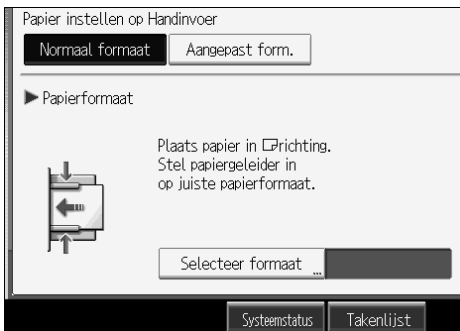 Papier instellen op Handinvoer
Normaal formaat
Aangepast form.
▶ Papierformaat
Plaats papier in richting.
Stel papiergeleider in
op juiste papierformaat.
Selecteer formaat
Systeemstatus
Takenlijst